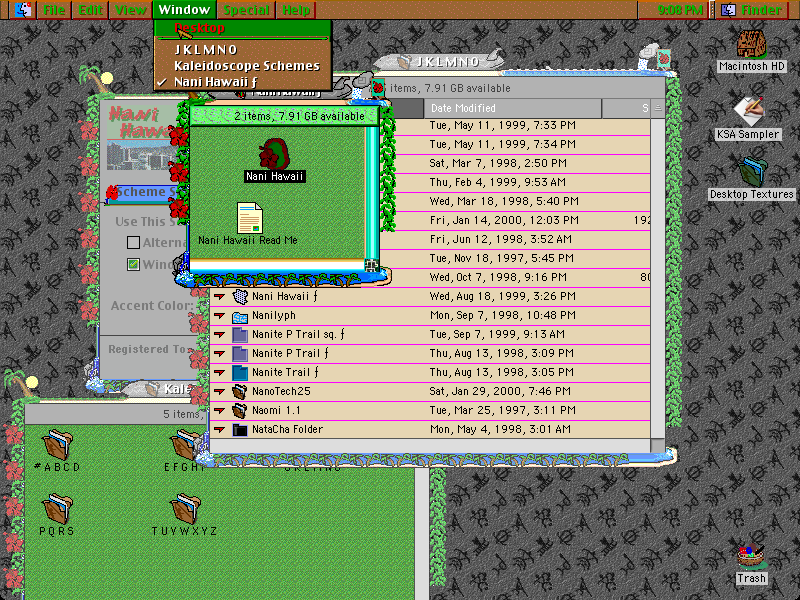 File Edit View Window Special Help 9:08 PM Finder
Desktop
J K L M N O
Kaleidoscope Schemes
✓ Nani Hawaii ƒ
J K L M N O
items, 7.91 GB available
Date Modified S
Tue, May 11, 1999, 7:33 PM
Tue, May 11, 1999, 7:34 PM
Sat, Mar 7, 1998, 2:50 PM
Thu, Feb 4, 1999, 9:53 AM
Wed, Mar 18, 1998, 5:40 PM
Fri, Jan 14, 2000, 12:03 PM 192
Fri, Jun 12, 1998, 3:52 AM
Tue, Nov 18, 1997, 5:45 PM
Wed, Oct 7, 1998, 9:16 PM 80
Nani Hawaii ƒ Wed, Aug 18, 1999, 3:26 PM
Nanilyph Mon, Sep 7, 1998, 10:48 PM
Nanite P Trail sq. ƒ Tue, Sep 7, 1999, 9:13 AM
Nanite P Trail ƒ Thu, Aug 13, 1998, 3:09 PM
Nanite Trail ƒ Thu, Aug 13, 1998, 3:05 PM
NanoTech25 Sat, Jan 29, 2000, 7:46 PM
Naomi 1.1 Tue, Mar 25, 1997, 3:11 PM
NataCha Folder Mon, May 4, 1998, 3:01 AM
2 items, 7.91 GB available
Nani Hawaii
Nani Hawaii Read Me
Nani
Hawa
Scheme S
Use This S
Alterna
Wind
Accent Color:
Registered To
Kale
5 items,
#ABCD
EFGH
PQRS
TUVWXYZ
Macintosh HD
KSA Sampler
Desktop Textures
Trash